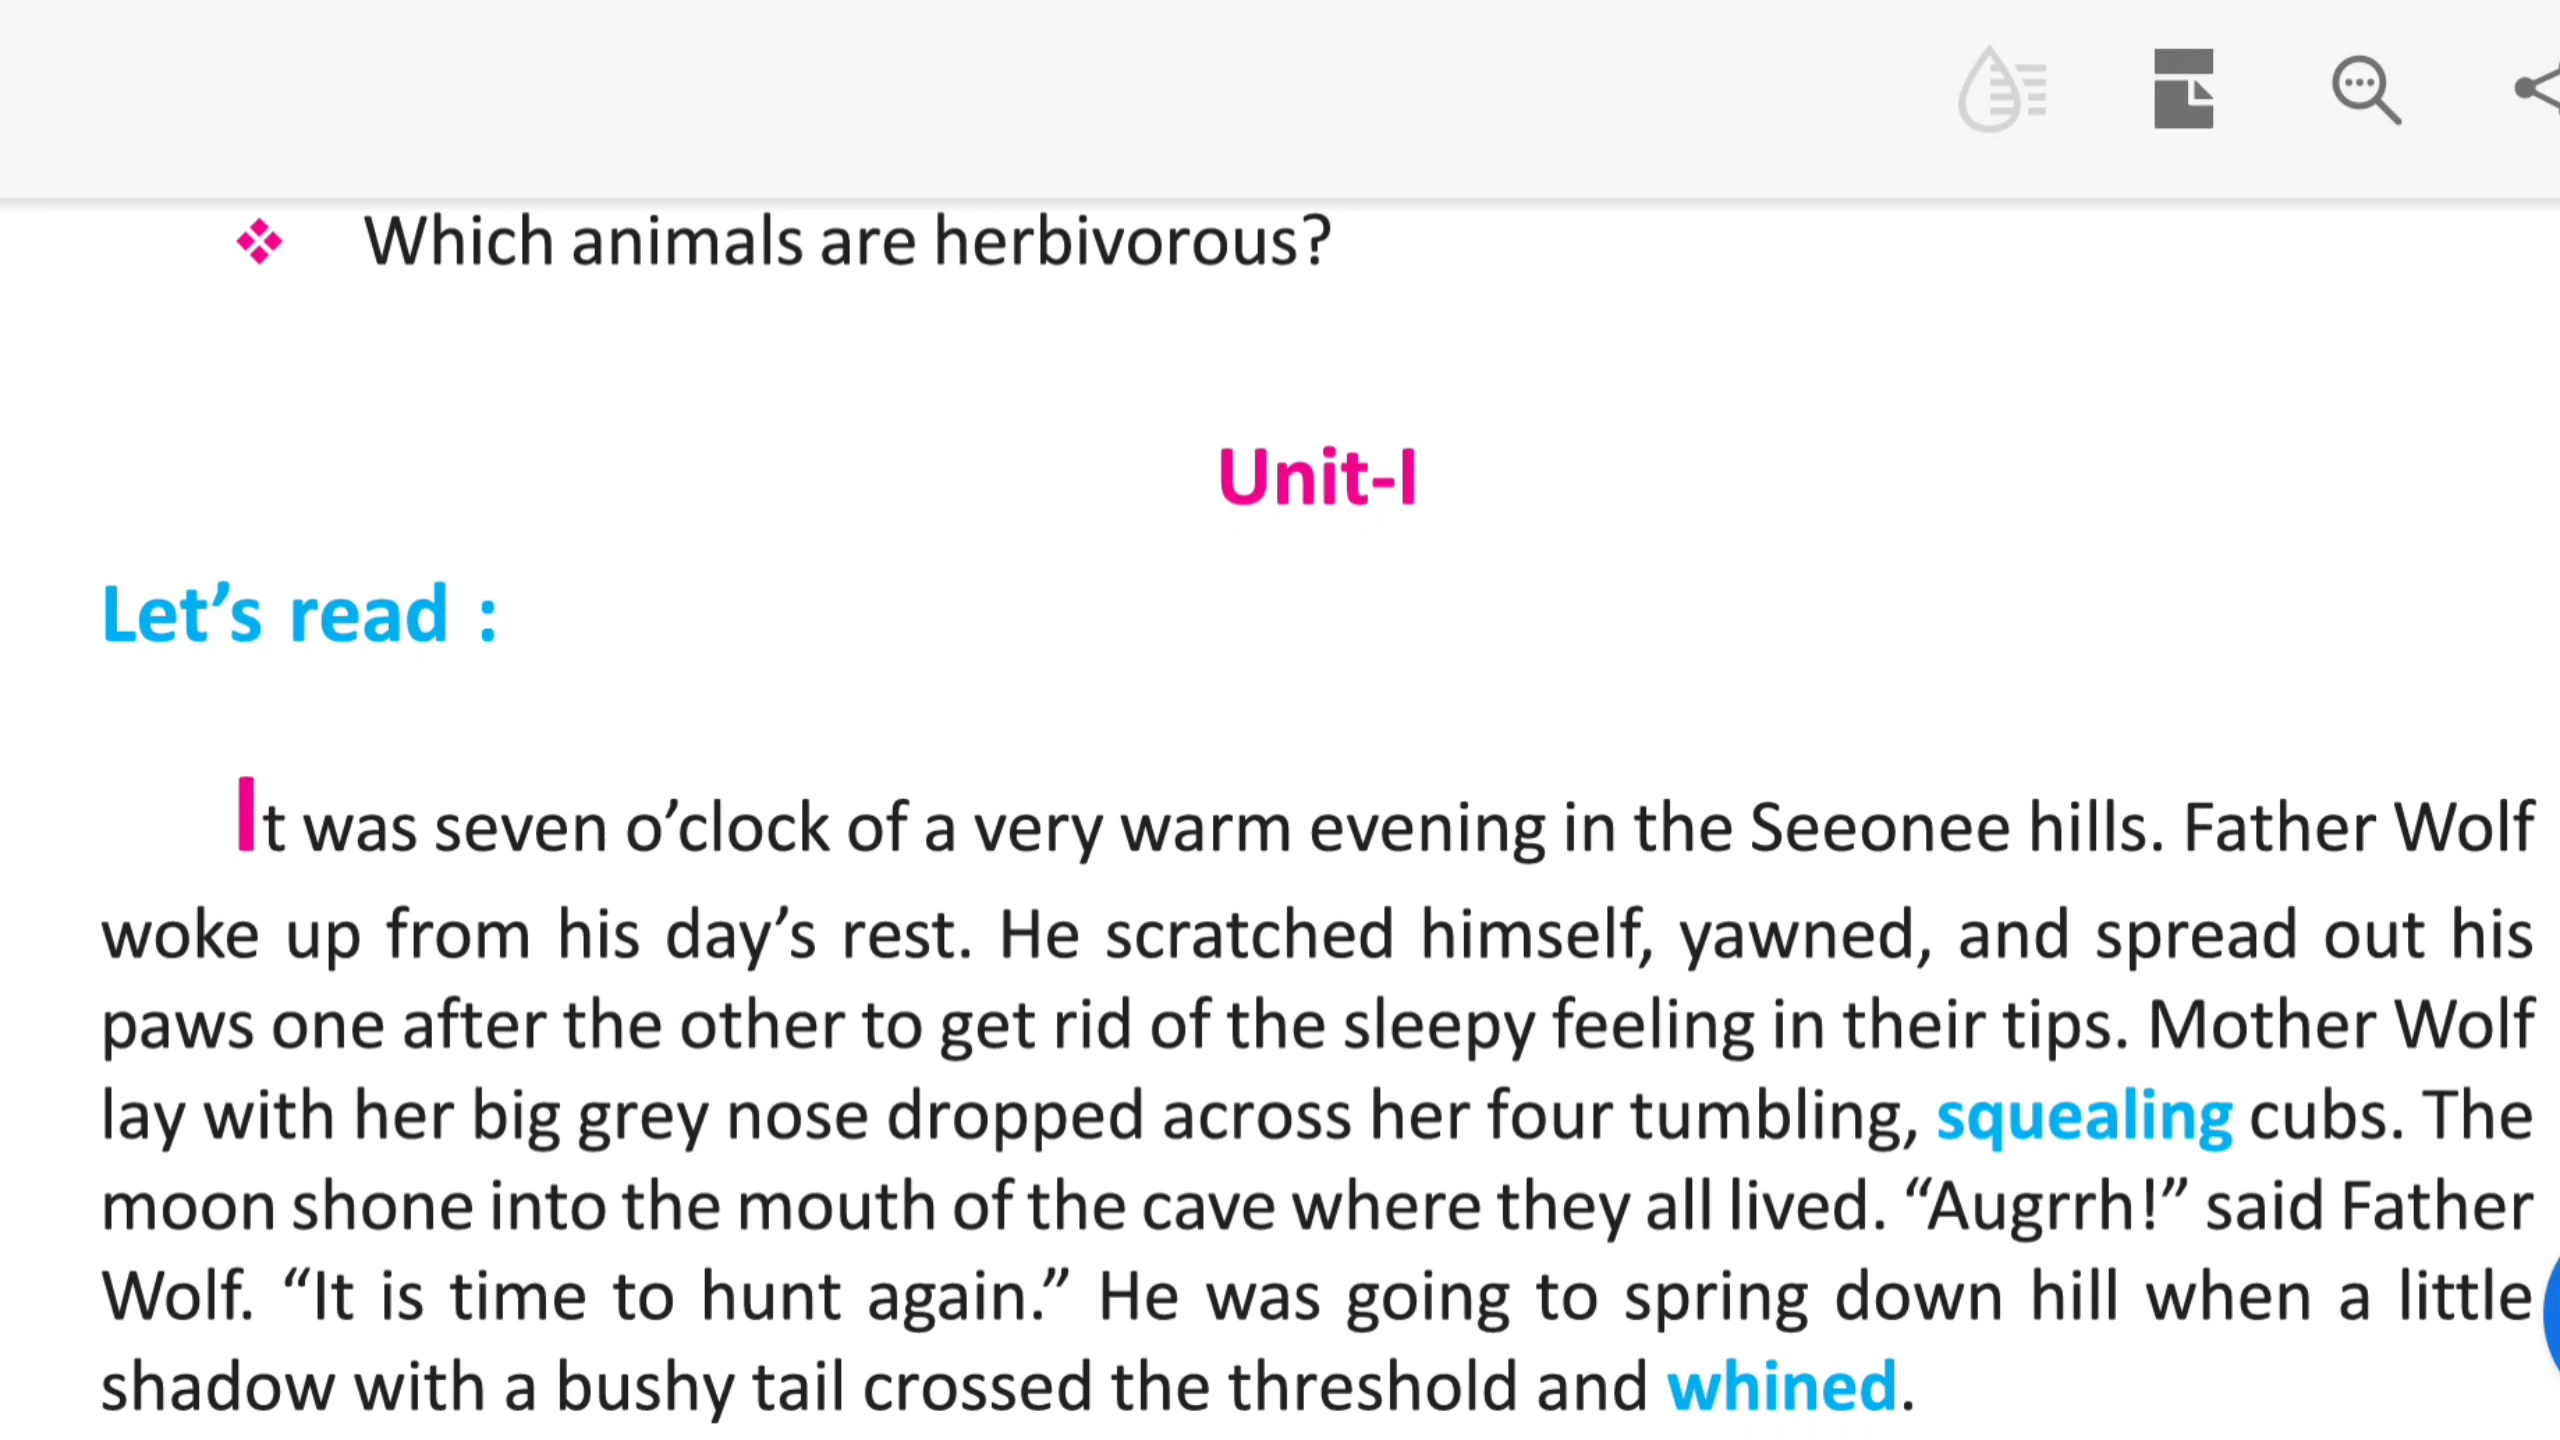 Which animals are herbivorous?
Unit-I
Let’s read :
It was seven o’clock of a very warm evening in the Seeonee hills. Father Wolf
woke up from his day’s rest. He scratched himself, yawned, and spread out his
paws one after the other to get rid of the sleepy feeling in their tips. Mother Wolf
lay with her big grey nose dropped across her four tumbling, squealing cubs. The
moon shone into the mouth of the cave where they all lived. “Augrrh!” said Father
Wolf. “It is time to hunt again.” He was going to spring down hill when a little
shadow with a bushy tail crossed the threshold and whined.